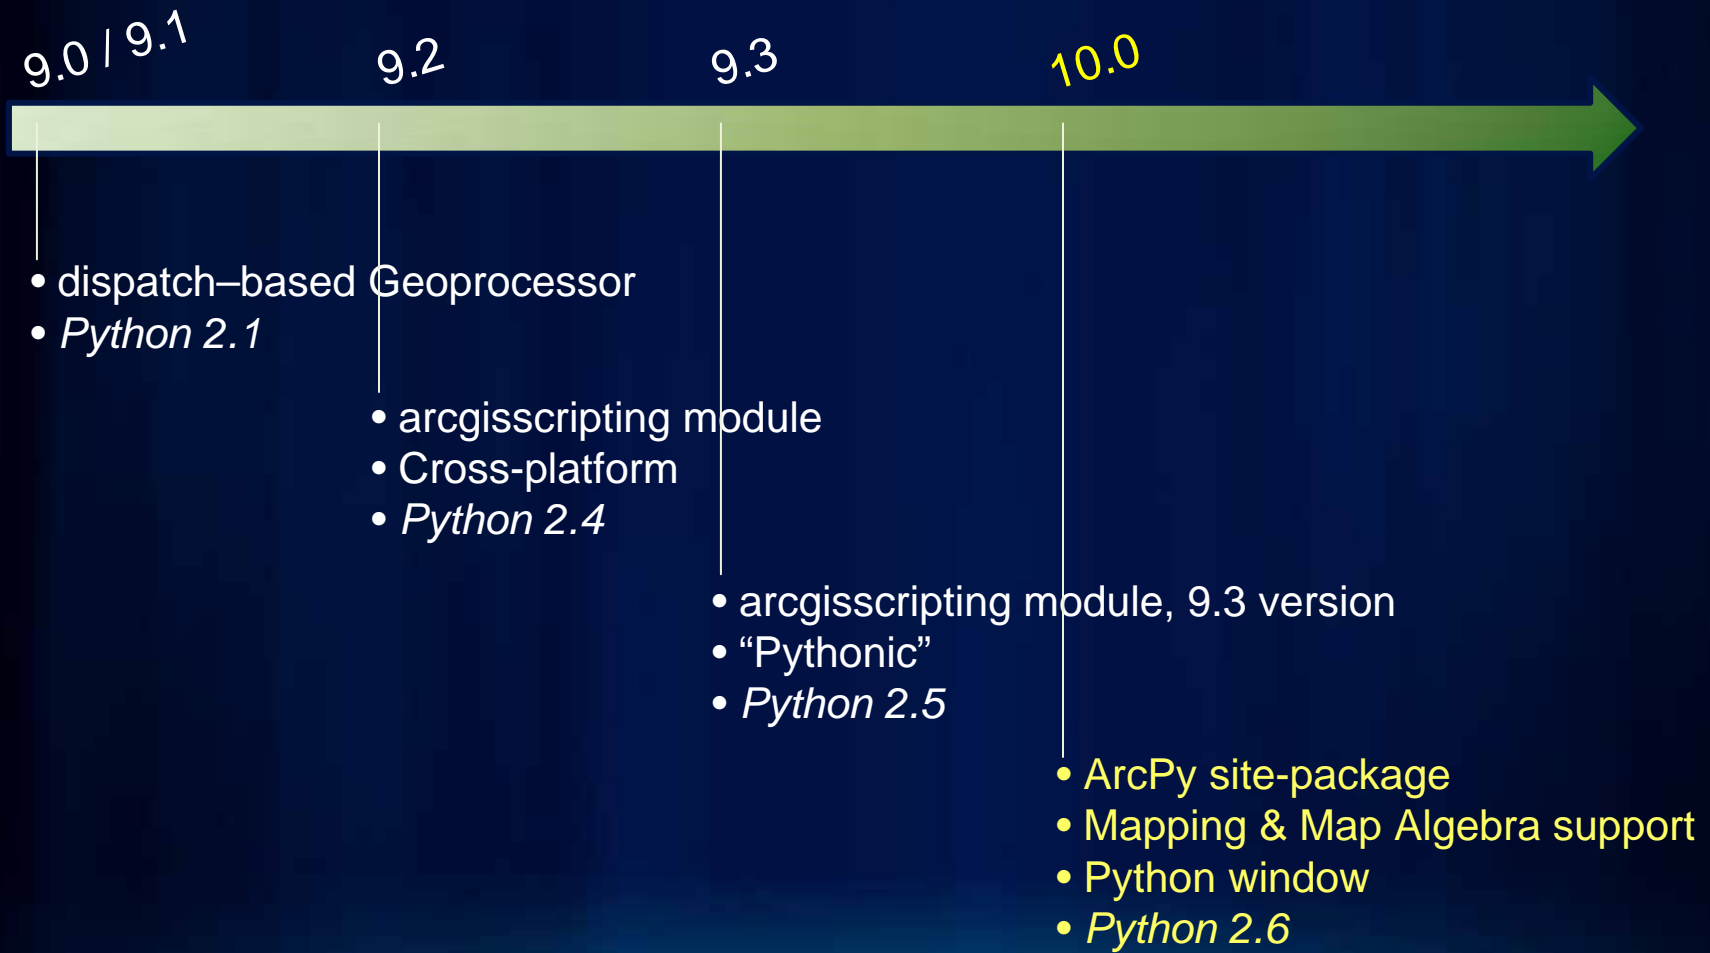 9.0 / 9.1
9.2
9.3
10.0
• dispatch–based Geoprocessor
• Python 2.1
• arcgisscripting module
• Cross-platform
• Python 2.4
• arcgisscripting module, 9.3 version
• “Pythonic”
• Python 2.5
• ArcPy site-package
• Mapping & Map Algebra support
• Python window
• Python 2.6